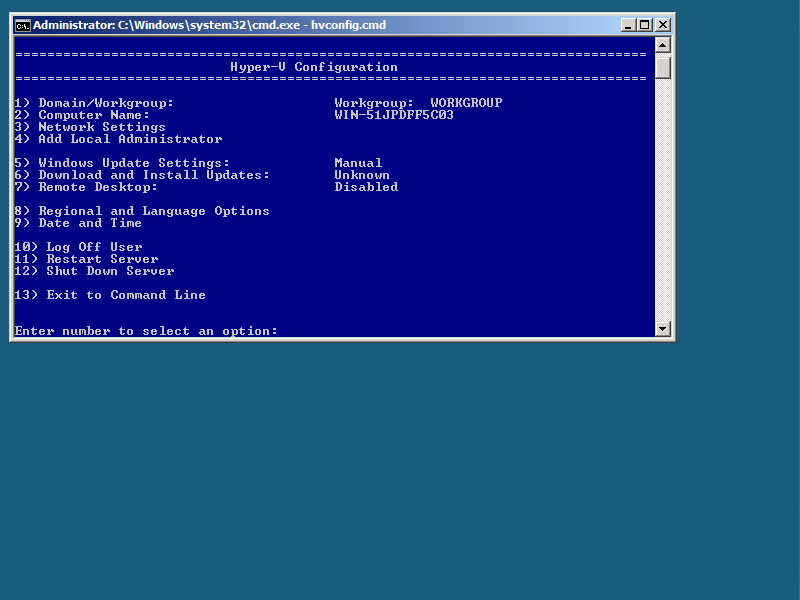 Administrator: C:\Windows\system32\cmd.exe - hvconfig.cmd
===============================================================================
Hyper-V Configuration
===============================================================================
1) Domain/Workgroup: Workgroup: WORKGROUP
2) Computer Name: WIN-51JPDFF5C03
3) Network Settings
4) Add Local Administrator
5) Windows Update Settings: Manual
6) Download and Install Updates: Unknown
7) Remote Desktop: Disabled
8) Regional and Language Options
9) Date and Time
10) Log Off User
11) Restart Server
12) Shut Down Server
13) Exit to Command Line
Enter number to select an option: